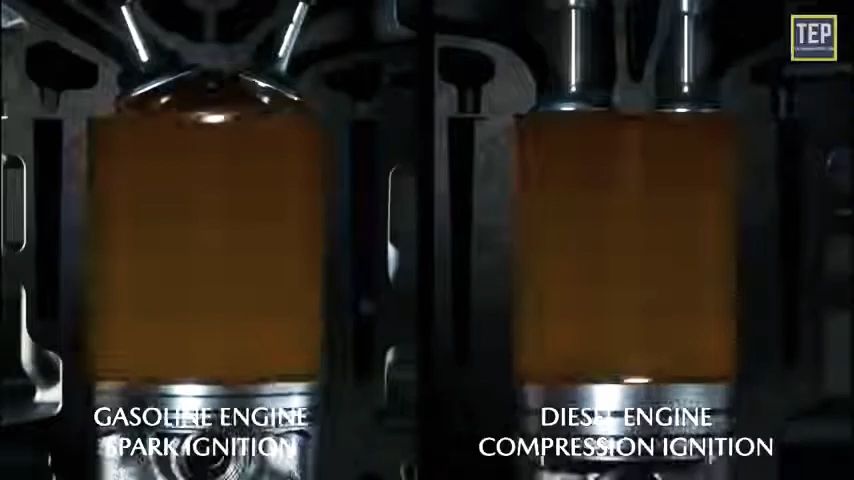 TEP
GASOLINE ENGINE
SPARK IGNITION
DIESEL ENGINE
COMPRESSION IGNITION